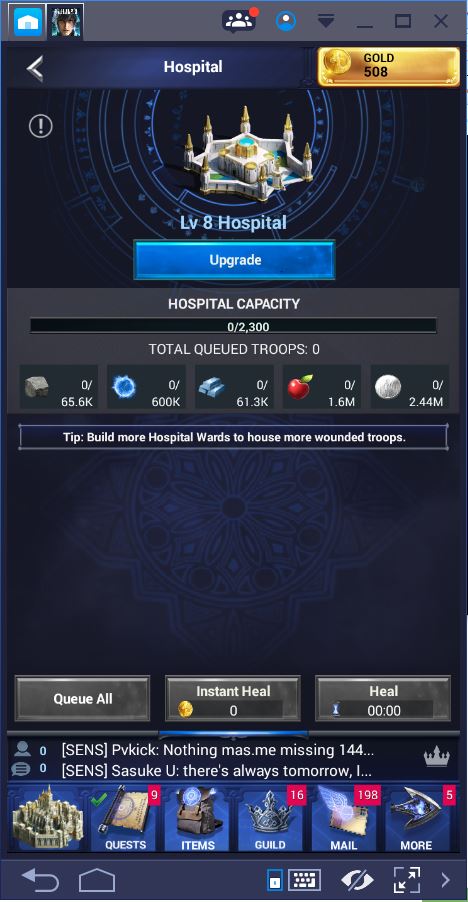 Hospital
GOLD
508
Lv 8 Hospital
Upgrade
HOSPITAL CAPACITY
0/2,300
TOTAL QUEUED TROOPS: 0
0/ 0/ 0/ 0/ 0/
65.6K 600K 61.3K 1.6M 2.44M
Tip: Build more Hospital Wards to house more wounded troops.
Queue All
Instant Heal
0
Heal
00:00
0 [SENS] Pvkick: Nothing mas.me missing 144...
0 [SENS] Sasuke U: there's always tomorrow, I...
9 16 198 5
QUESTS ITEMS GUILD MAIL MORE